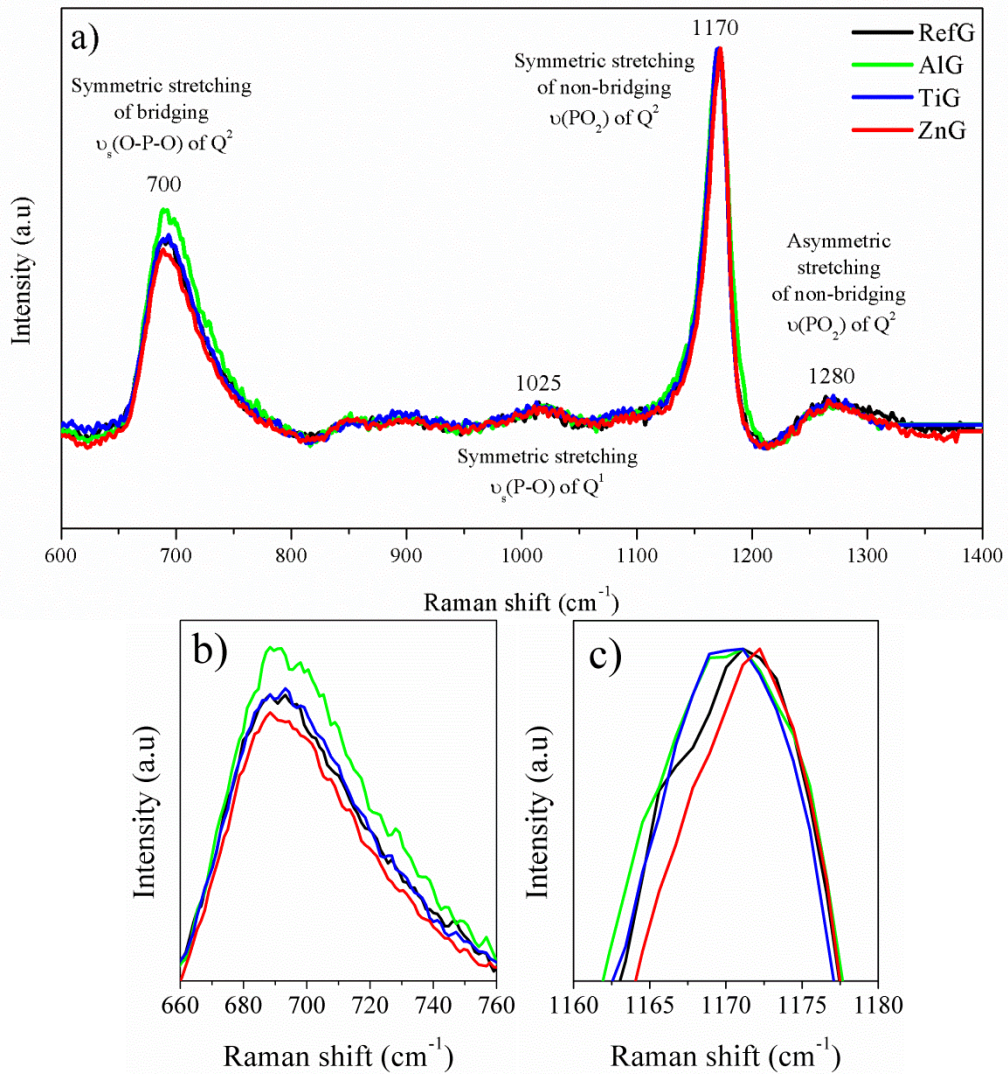 a)
1170
RefG
AlG
TiG
ZnG
Symmetric stretching
of bridging
υs(O-P-O) of Q²
700
Symmetric stretching
of non-bridging
υ(PO₂) of Q²
Asymmetric
stretching
of non-bridging
υ(PO₂) of Q²
1025
1280
Symmetric stretching
υs(P-O) of Q¹
Intensity (a.u)
600 700 800 900 1000 1100 1200 1300 1400
Raman shift (cm⁻¹)
b)
Intensity (a.u)
660 680 700 720 740 760
Raman shift (cm⁻¹)
c)
Intensity (a.u)
1160 1165 1170 1175 1180
Raman shift (cm⁻¹)